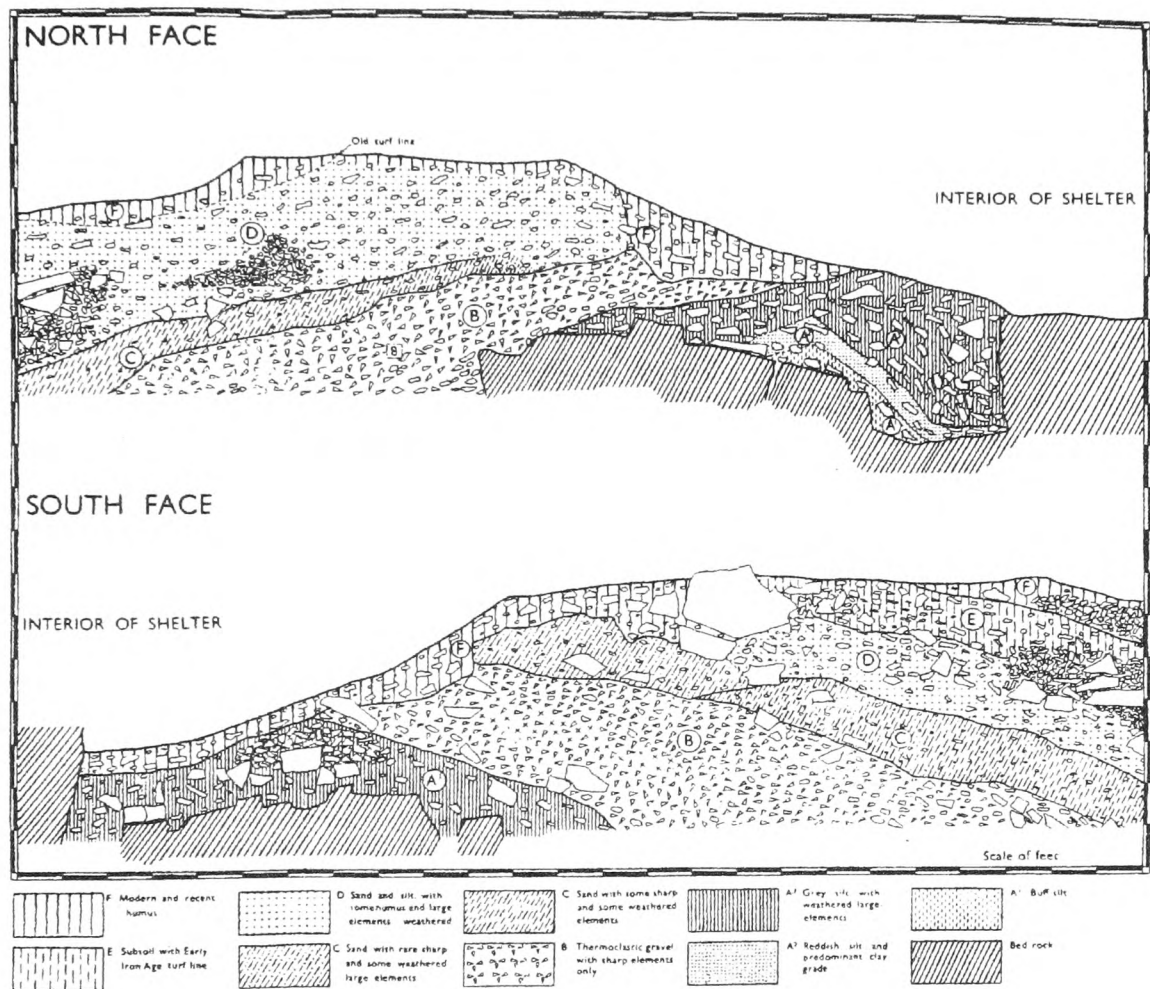 NORTH FACE
Old turf line
INTERIOR OF SHELTER
F
D
F
B
C
B
A
A
A
SOUTH FACE
INTERIOR OF SHELTER
F
E
F
D
B
C
A
Scale of feet
F Modern and recent
humus
D Sand and silt, with
some humus and large
elements weathered
C Sand with some sharp
and some weathered
elements
Grey silt with
weathered large
elements
Buff silt
E Subsoil with Early
Iron Age turf line
C Sand with rare sharp
and some weathered
large elements
B Thermoclastic gravel
with sharp elements
only
Reddish silt and
predominant clay
grade
Bed rock